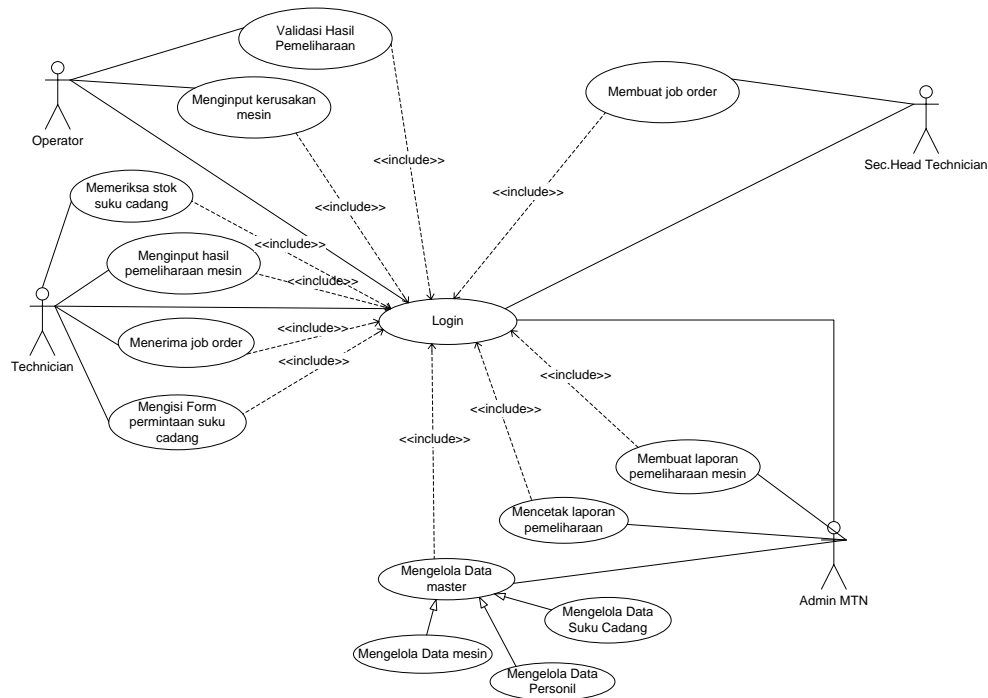 Validasi Hasil
Pemeliharaan
Operator
Menginput kerusakan
mesin
Membuat job order
Sec.Head Technician
<<include>>
<<include>>
<<include>>
Memeriksa stok
suku cadang
<<include>>
Menginput hasil
pemeliharaan mesin
<<include>>
Technician
Menerima job order
<<include>>
<<include>>
Login
Mengisi Form
permintaan suku
cadang
<<include>>
<<include>>
<<include>>
Membuat laporan
pemeliharaan mesin
Mencetak laporan
pemeliharaan
Admin MTN
Mengelola Data
master
Mengelola Data
Suku Cadang
Mengelola Data mesin
Mengelola Data
Personil